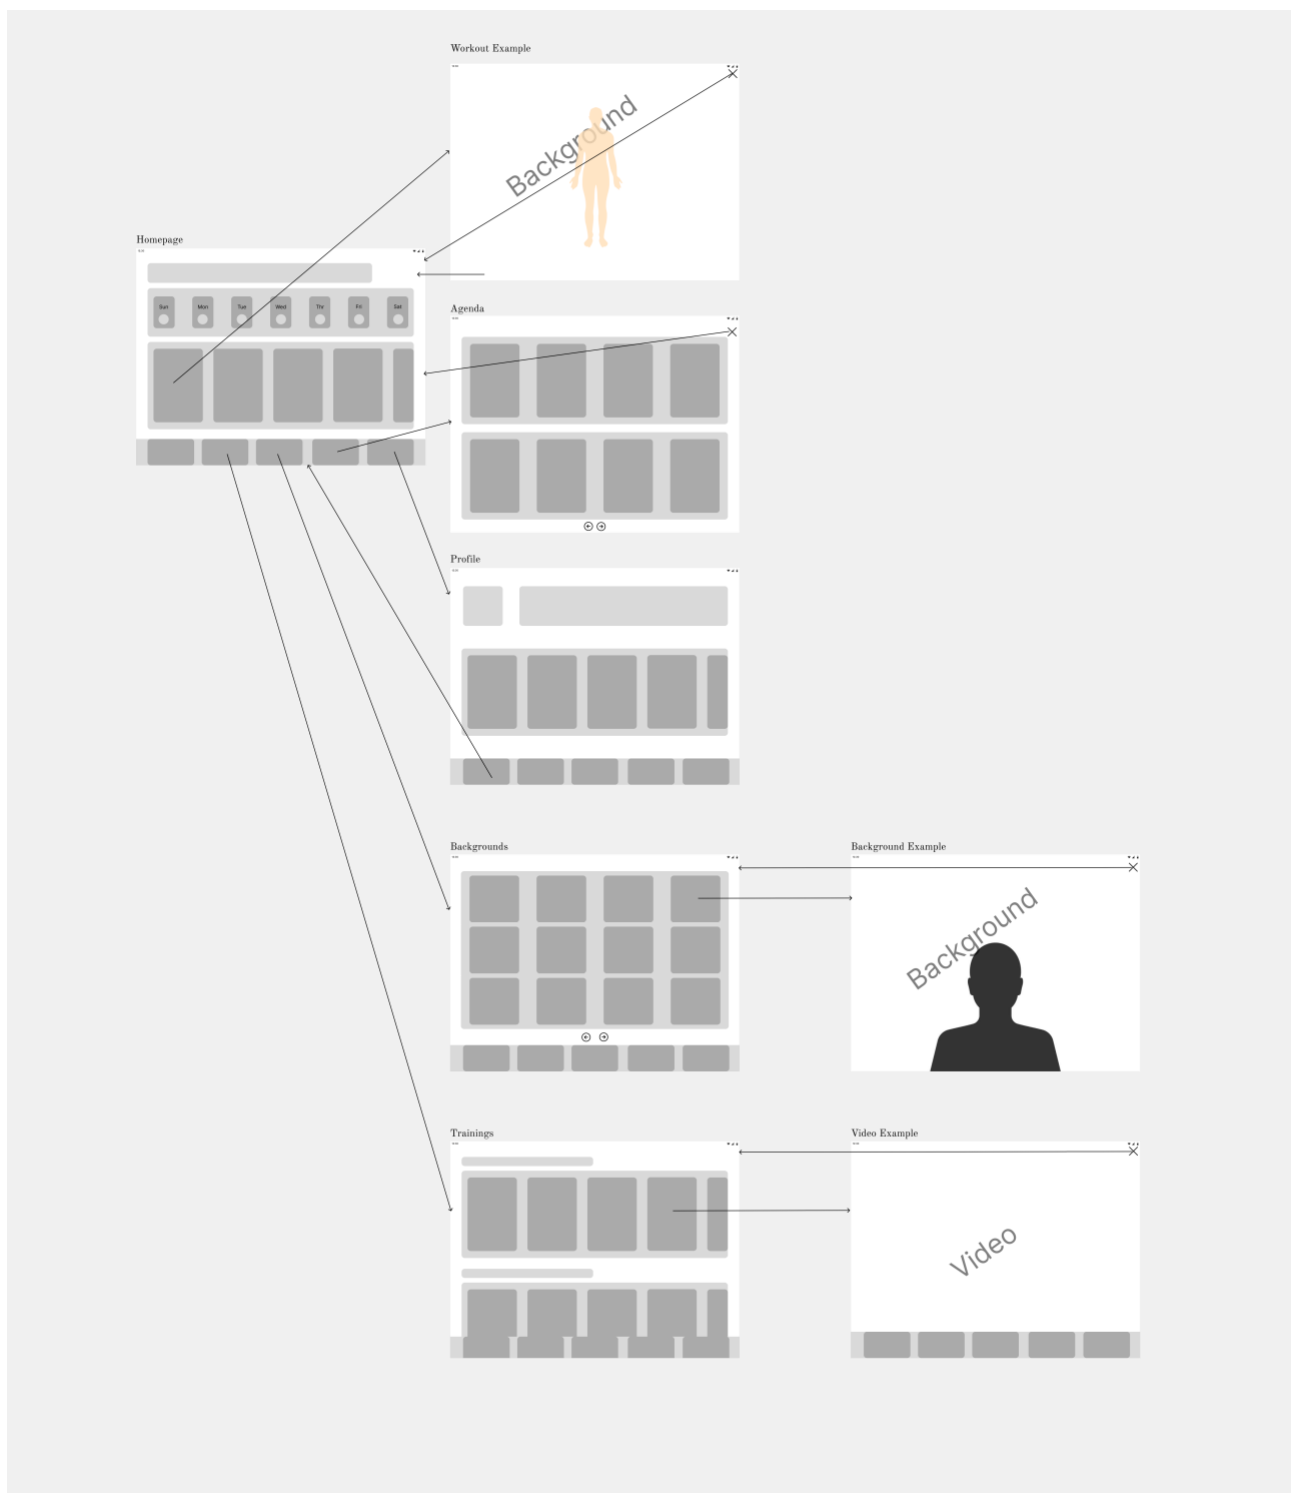 Workout Example
Background
Homepage
Sun Mon Tue Wed Thr Fri Sat
Agenda
Profile
Backgrounds
Background Example
Background
Trainings
Video Example
Video